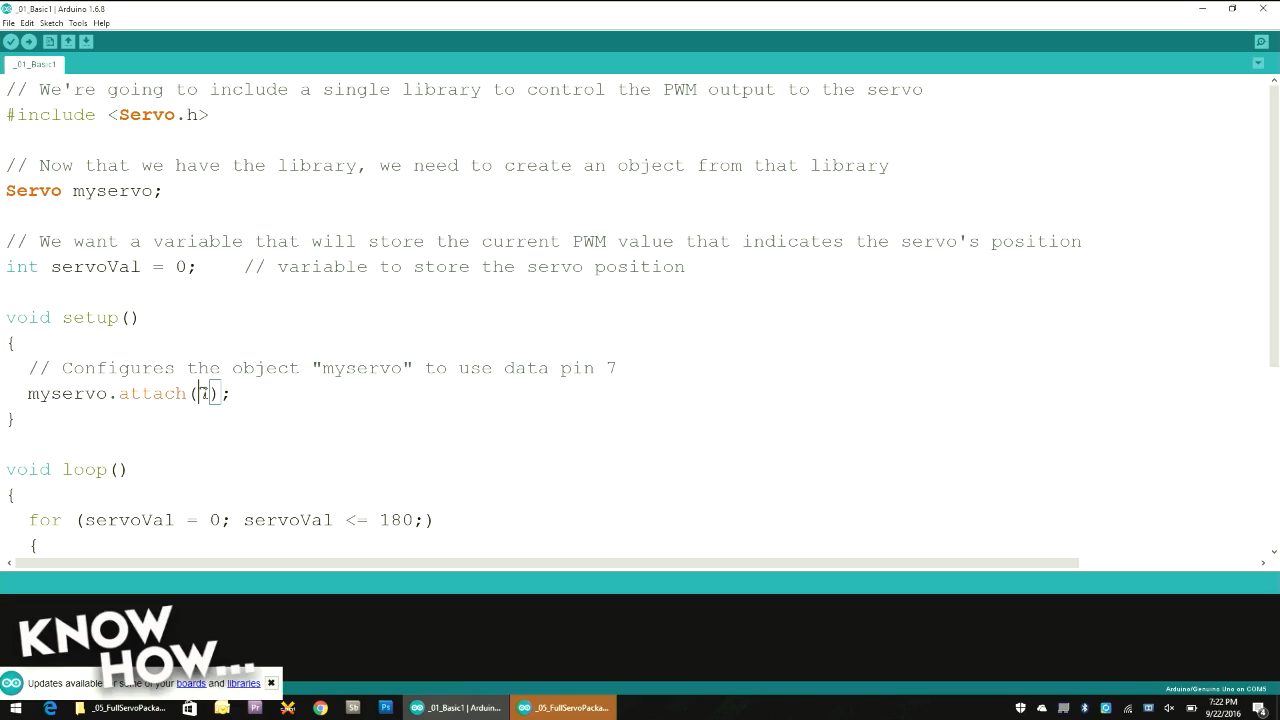 _01_Basic1 | Arduino 1.6.8
File Edit Sketch Tools Help
_01_Basic1
// We're going to include a single library to control the PWM output to the servo
#include <Servo.h>
// Now that we have the library, we need to create an object from that library
Servo myservo;
// We want a variable that will store the current PWM value that indicates the servo's position
int servoVal = 0; // variable to store the servo position
void setup()
{
// Configures the object "myservo" to use data pin 7
myservo.attach(7);
}
void loop()
{
for (servoVal = 0; servoVal <= 180;)
{
KNOW
HOW...
Updates available for some of your boards and libraries
Arduino/Genuino Uno on COM5
_05_FullServoPacka...
_01_Basic1 | Arduin...
_05_FullServoPacka...
7:22 PM
9/22/2016